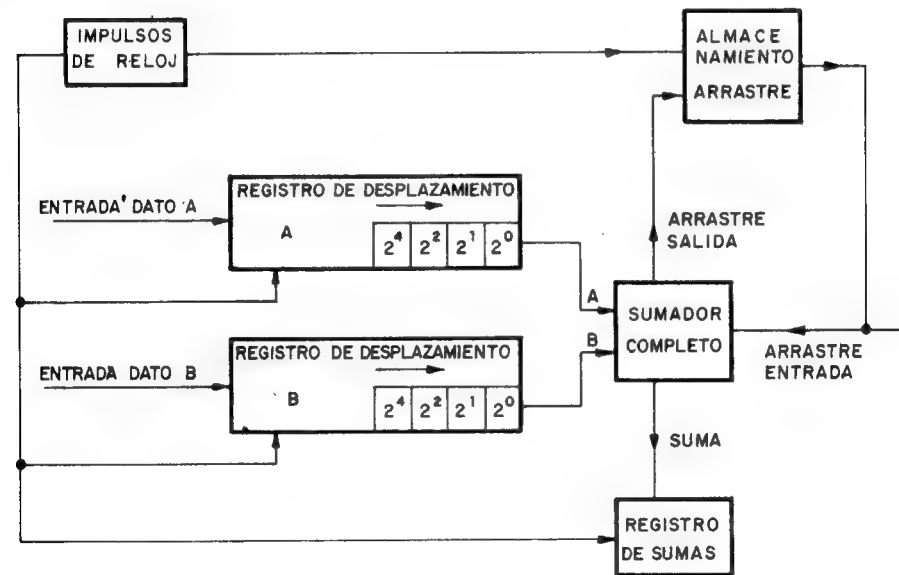 IMPULSOS
DE RELOJ
ALMACE
NAMIENTO
ARRASTRE
ENTRADA' DATO A
REGISTRO DE DESPLAZAMIENTO
A
2⁴ 2² 2¹ 2⁰
ARRASTRE
SALIDA
A
B
SUMADOR
COMPLETO
ARRASTRE
ENTRADA
ENTRADA DATO B
REGISTRO DE DESPLAZAMIENTO
B
2⁴ 2² 2¹ 2⁰
SUMA
REGISTRO
DE SUMAS